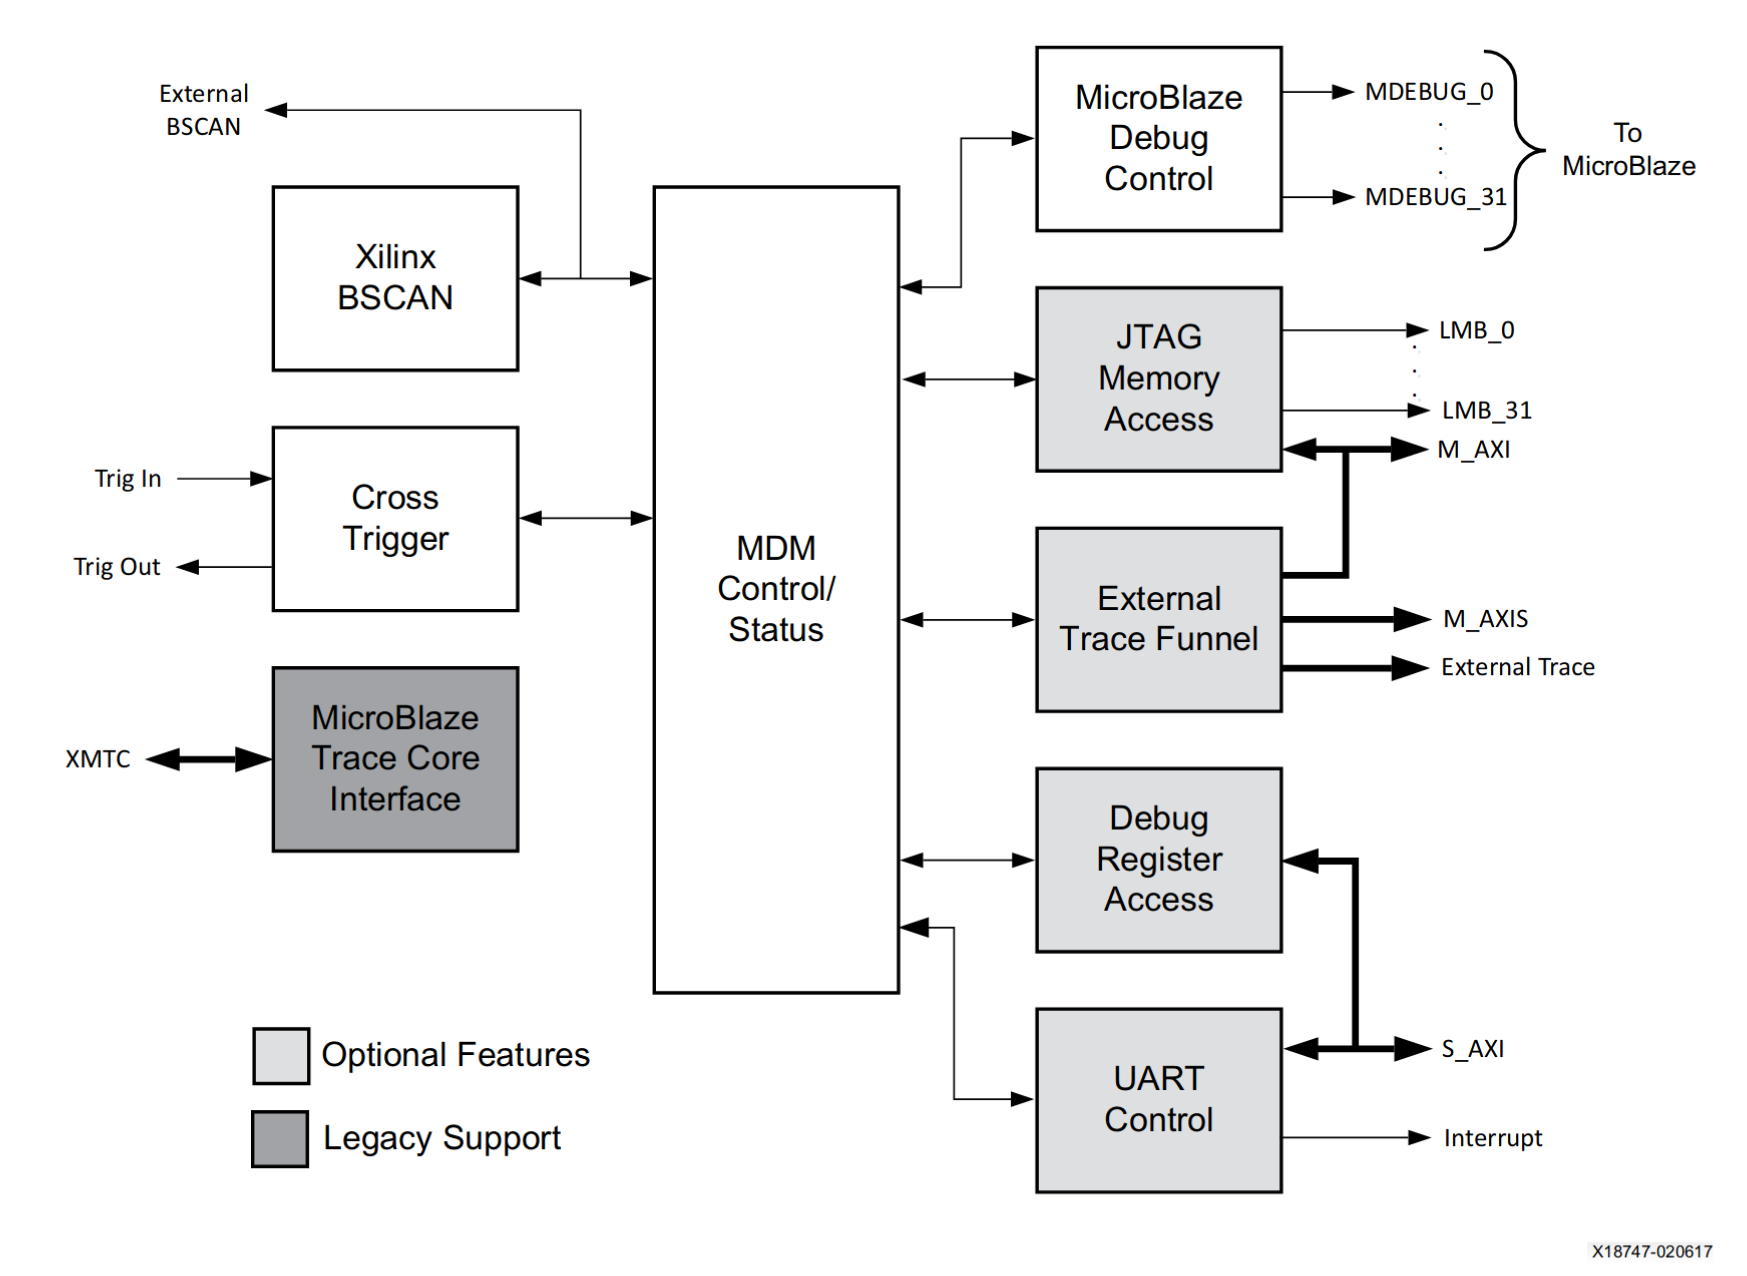 External
BSCAN
Xilinx
BSCAN
Trig In
Trig Out
Cross
Trigger
XMTC
MicroBlaze
Trace Core
Interface
MDM
Control/
Status
MicroBlaze
Debug
Control
MDEBUG_0
MDEBUG_31
To
MicroBlaze
JTAG
Memory
Access
LMB_0
LMB_31
M_AXI
External
Trace Funnel
M_AXIS
External Trace
Debug
Register
Access
UART
Control
S_AXI
Interrupt
Optional Features
Legacy Support
X18747-020617